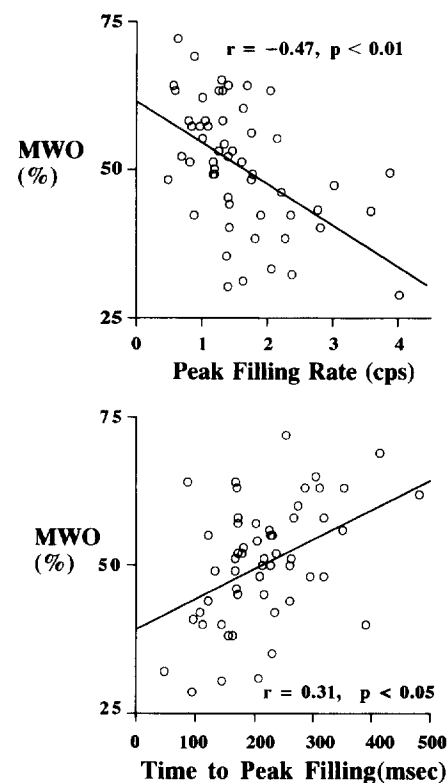 75
r = -0.47, p < 0.01
MWO
(%)
50
25
0 1 2 3 4
Peak Filling Rate (cps)
75
MWO
(%)
50
r = 0.31, p < 0.05
25
0 100 200 300 400 500
Time to Peak Filling(msec)